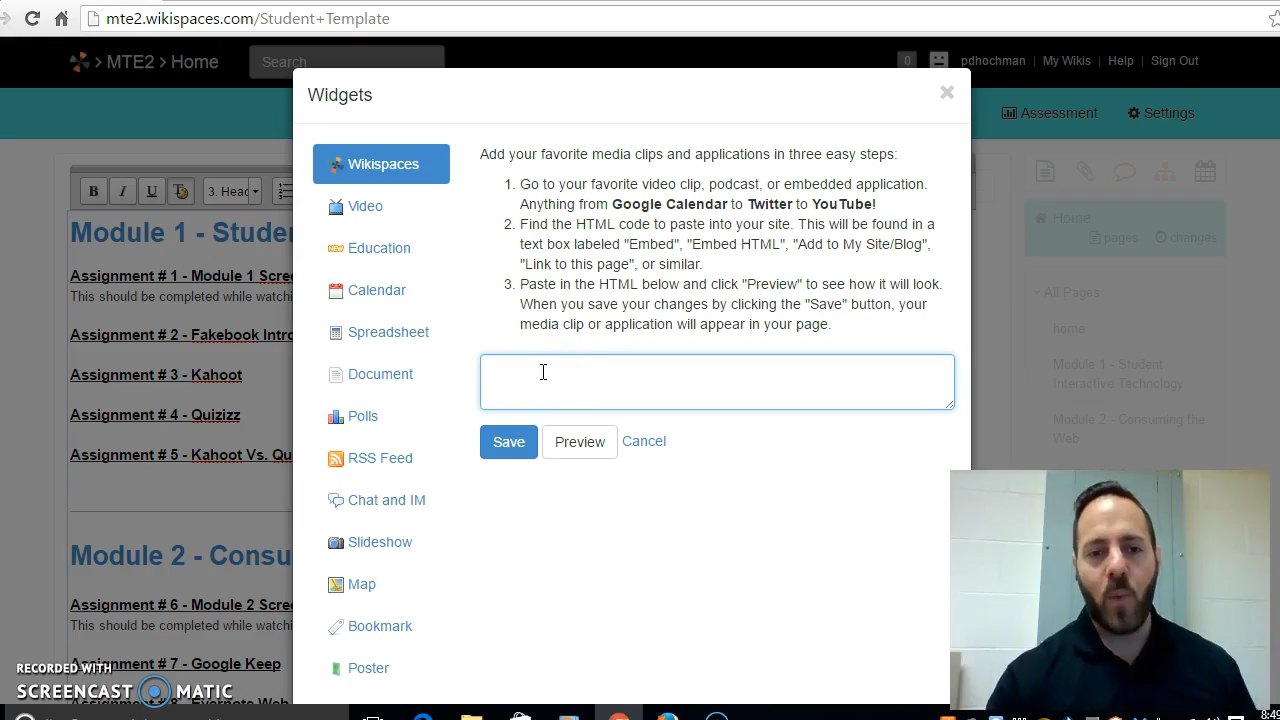 mte2.wikispaces.com/Student+Template
> MTE2 > Home
Search
0
pdhochman | My Wikis | Help | Sign Out
Widgets
×
Assessment
Settings
B I U
3. Head
Module 1 - Stude
Assignment # 1 - Module 1 Scre
This should be completed while watchi
Assignment # 2 - Fakebook Intro
Assignment # 3 - Kahoot
Assignment # 4 - Quizizz
Assignment # 5 - Kahoot Vs. Qu
Module 2 - Consu
Assignment # 6 - Module 2 Scre
This should be completed while watchi
Assignment # 7 - Google Keep
Assignment # 8 - Evernote Web
Wikispaces
Video
Education
Calendar
Spreadsheet
Document
Polls
RSS Feed
Chat and IM
Slideshow
Map
Bookmark
Poster
Add your favorite media clips and applications in three easy steps:
1. Go to your favorite video clip, podcast, or embedded application.
Anything from Google Calendar to Twitter to YouTube!
2. Find the HTML code to paste into your site. This will be found in a
text box labeled "Embed", "Embed HTML", "Add to My Site/Blog",
"Link to this page", or similar.
3. Paste in the HTML below and click "Preview" to see how it will look.
When you save your changes by clicking the "Save" button, your
media clip or application will appear in your page.
Save
Preview
Cancel
Home
pages
changes
All Pages
home
Module 1 - Student
Interactive Technology
Module 2 - Consuming the
Web
RECORDED WITH
SCREENCAST MATIC
8:49